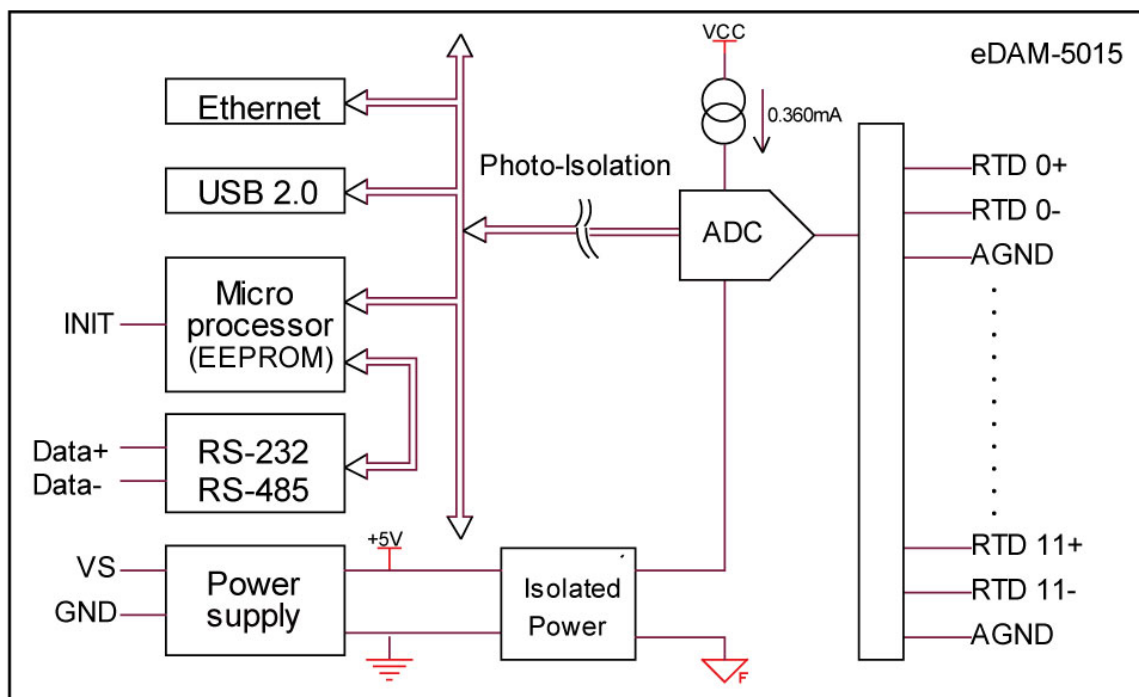 eDAM-5015
VCC
0.360mA
Ethernet
USB 2.0
Photo-Isolation
ADC
RTD 0+
RTD 0-
AGND
INIT
Micro
processor
(EEPROM)
Data+
Data-
RS-232
RS-485
VS
GND
Power
supply
+5V
Isolated
Power
F
RTD 11+
RTD 11-
AGND